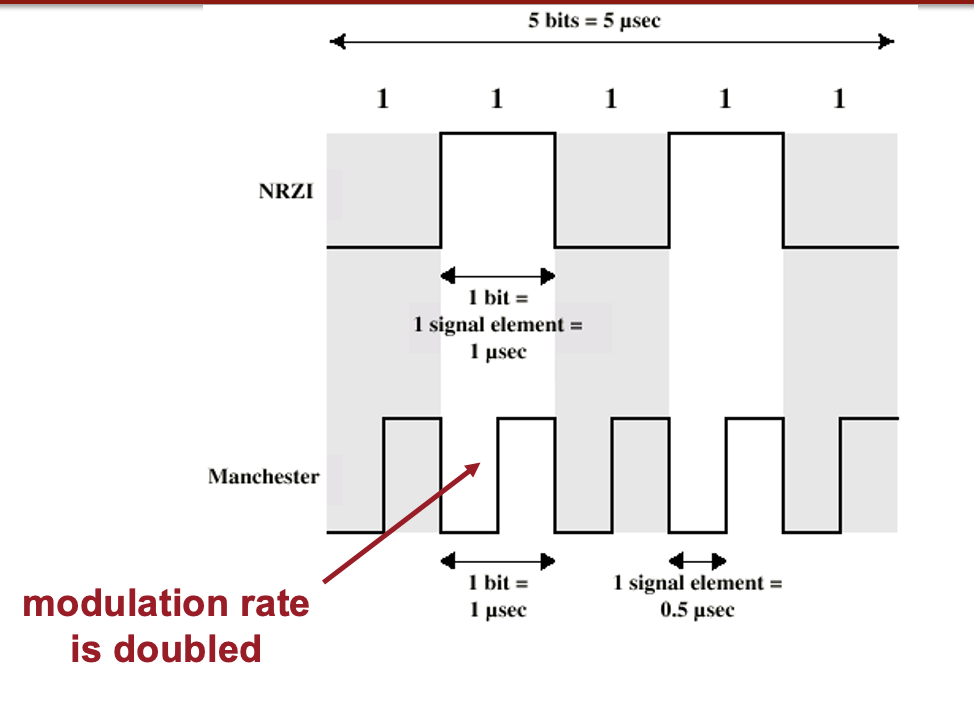 5 bits = 5 µsec
1 1 1 1 1
NRZI
1 bit =
1 signal element =
1 µsec
Manchester
1 bit =
1 µsec
1 signal element =
0.5 µsec
modulation rate
is doubled